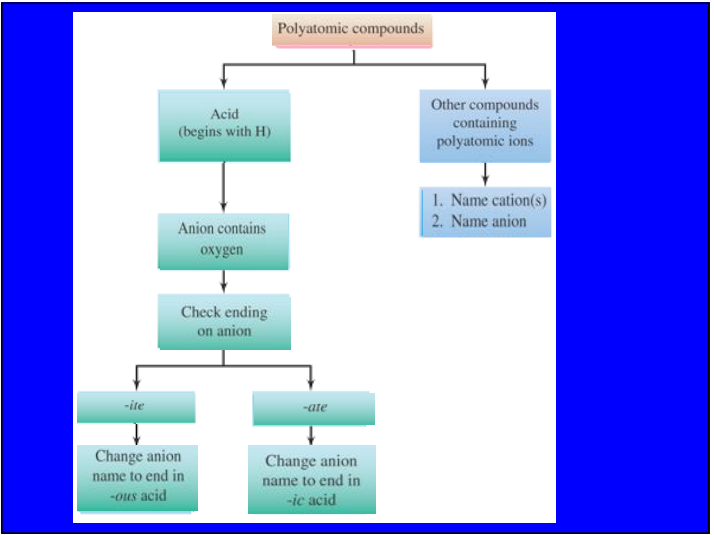 Polyatomic compounds
Acid
(begins with H)
Other compounds
containing
polyatomic ions
1. Name cation(s)
2. Name anion
Anion contains
oxygen
Check ending
on anion
-ite
-ate
Change anion
name to end in
-ous acid
Change anion
name to end in
-ic acid